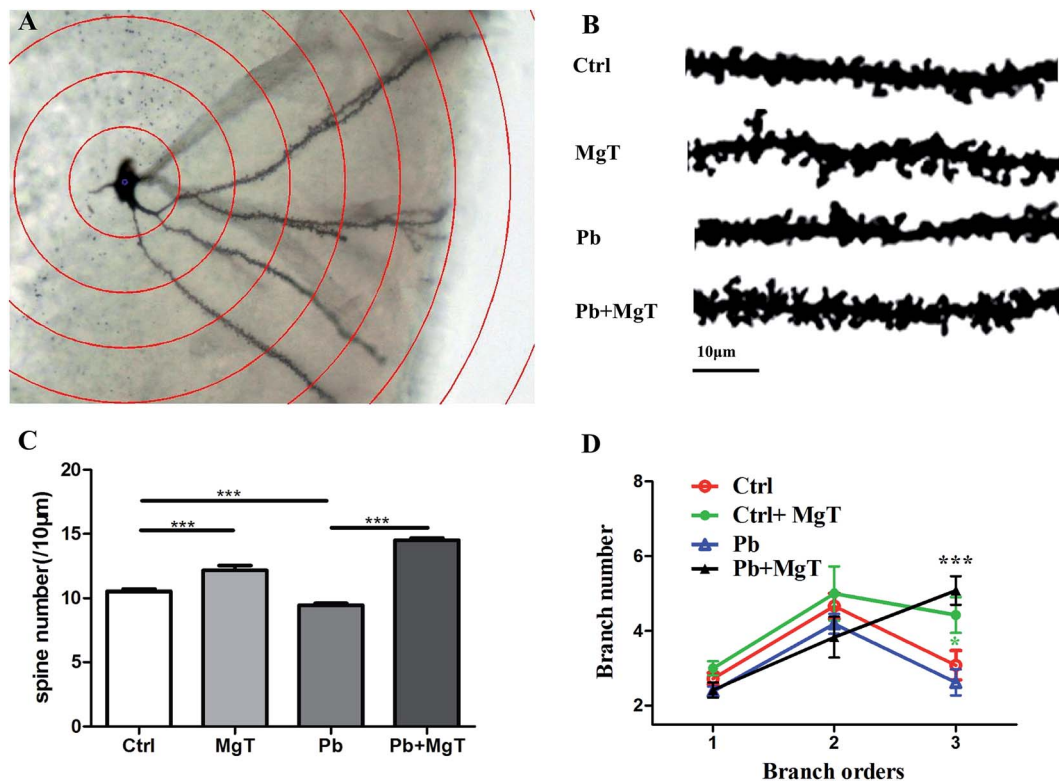 A
B
Ctrl
MgT
Pb
Pb+MgT
10μm
C
spine number(/10μm)
20
15
10
5
0
***
***
***
Ctrl
MgT
Pb
Pb+MgT
D
Branch number
8
6
4
2
Ctrl
Ctrl+ MgT
Pb
Pb+MgT
***
*
1
2
3
Branch orders